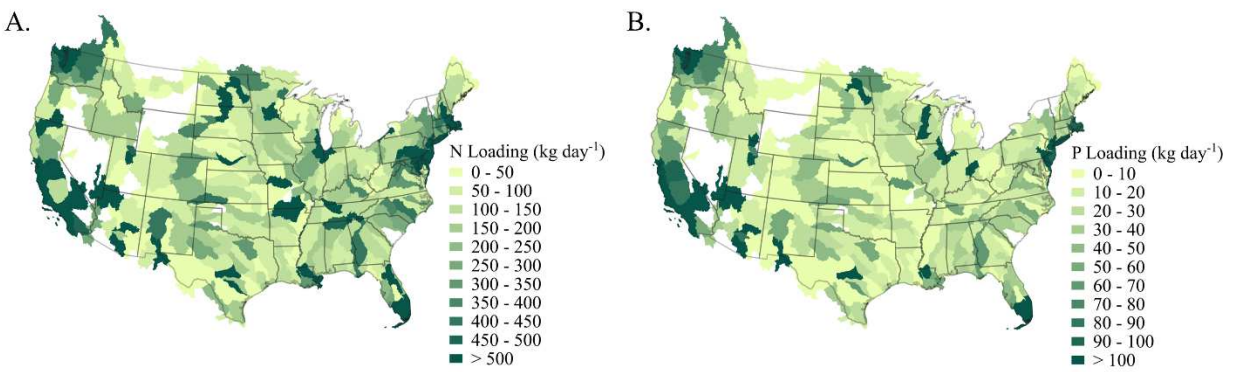 A.
N Loading (kg day⁻¹)
0 - 50
50 - 100
100 - 150
150 - 200
200 - 250
250 - 300
300 - 350
350 - 400
400 - 450
450 - 500
> 500
B.
P Loading (kg day⁻¹)
0 - 10
10 - 20
20 - 30
30 - 40
40 - 50
50 - 60
60 - 70
70 - 80
80 - 90
90 - 100
> 100